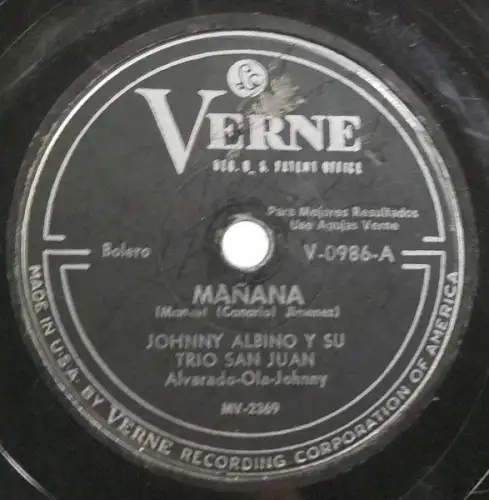 VERNE
REG. U. S. PATENT OFFICE
Para Mejores Resultados
Use Agujas Verne
Bolero
V-0986-A
MAÑANA
(Manuel (Canario) Jimenez)
JOHNNY ALBINO Y SU
TRIO SAN JUAN
Alvarado-Ola-Johnny
MV-2369
MADE IN U.S.A. BY VERNE RECORDING CORPORATION OF AMERICA